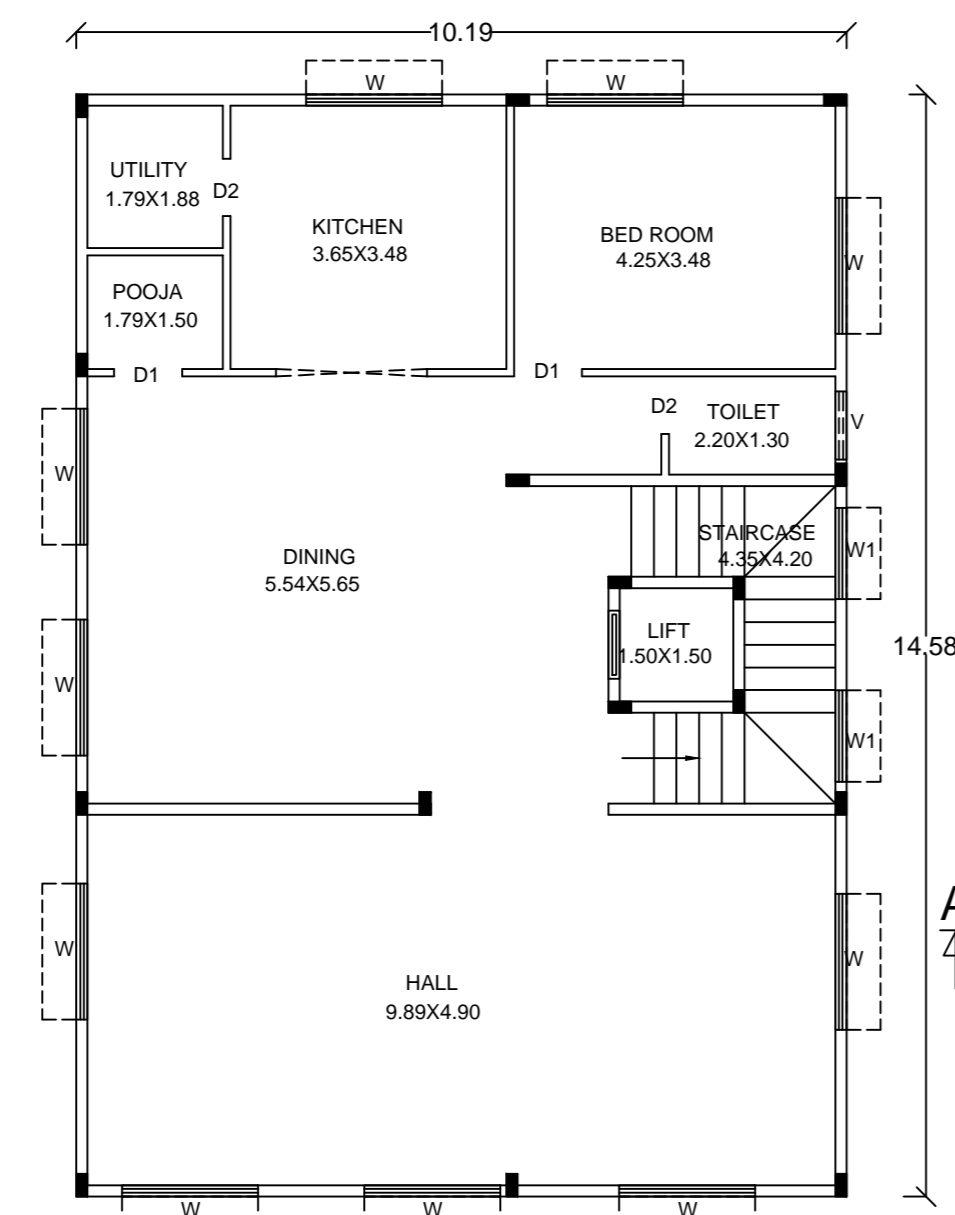 10.19
W
W
UTILITY
1.79X1.88
D2
KITCHEN
3.65X3.48
BED ROOM
4.25X3.48
W
POOJA
1.79X1.50
D1
D1
D2
TOILET
2.20X1.30
V
W
STAIRCASE
4.35X4.20
W1
DINING
5.54X5.65
LIFT
1.50X1.50
14.58
W
W1
A
W
W
HALL
9.89X4.90
W
W
W